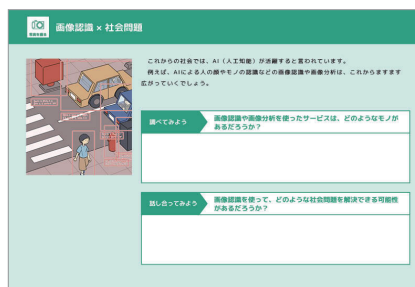 画像認識 × 社会問題
これからの社会では、AI（人工知能）が活躍すると言われています。
例えば、AIによる人の顔やモノの認識などの画像認識や画像分析は、これからますます
広がっていくでしょう。
調べてみよう
画像認識や画像分析を使ったサービスは、どのようなモノが
あるだろうか？
話し合ってみよう
画像認識を使って、どのような社会問題を解決できる可能性
があるだろうか？